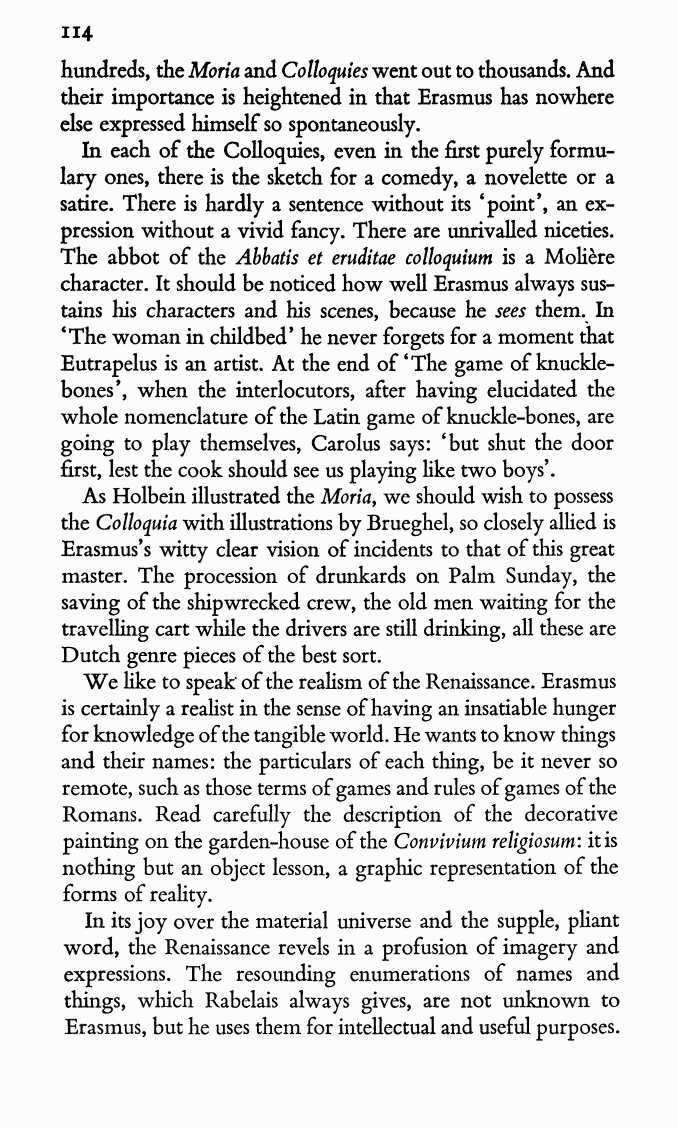 114
hundreds, the Moria and Colloquies went out to thousands. And
their importance is heightened in that Erasmus has nowhere
else expressed himself so spontaneously.
In each of the Colloquies, even in the first purely formu-
lary ones, there is the sketch for a comedy, a novelette or a
satire. There is hardly a sentence without its ‘point’, an ex-
pression without a vivid fancy. There are unrivalled niceties.
The abbot of the Abbatis et eruditae colloquium is a Molière
character. It should be noticed how well Erasmus always sus-
tains his characters and his scenes, because he sees them. In
‘The woman in childbed’ he never forgets for a moment that
Eutrapelus is an artist. At the end of ‘The game of knuckle-
bones’, when the interlocutors, after having elucidated the
whole nomenclature of the Latin game of knuckle-bones, are
going to play themselves, Carolus says: ‘but shut the door
first, lest the cook should see us playing like two boys’.
As Holbein illustrated the Moria, we should wish to possess
the Colloquia with illustrations by Brueghel, so closely allied is
Erasmus’s witty clear vision of incidents to that of this great
master. The procession of drunkards on Palm Sunday, the
saving of the shipwrecked crew, the old men waiting for the
travelling cart while the drivers are still drinking, all these are
Dutch genre pieces of the best sort.
We like to speak of the realism of the Renaissance. Erasmus
is certainly a realist in the sense of having an insatiable hunger
for knowledge of the tangible world. He wants to know things
and their names: the particulars of each thing, be it never so
remote, such as those terms of games and rules of games of the
Romans. Read carefully the description of the decorative
painting on the garden-house of the Convivium religiosum: it is
nothing but an object lesson, a graphic representation of the
forms of reality.
In its joy over the material universe and the supple, pliant
word, the Renaissance revels in a profusion of imagery and
expressions. The resounding enumerations of names and
things, which Rabelais always gives, are not unknown to
Erasmus, but he uses them for intellectual and useful purposes.